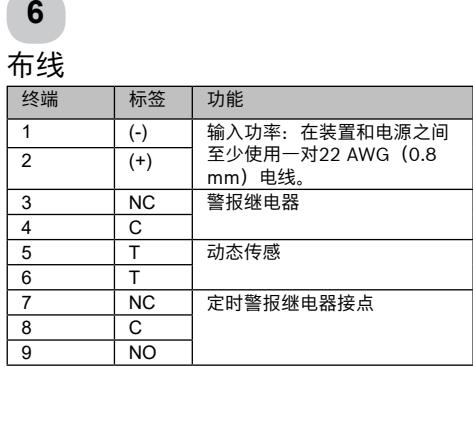 6
布线
终端 标签 功能
1 (-) 输入功率：在装置和电源之间
至少使用一对22 AWG（0.8
mm）电线。
2 (+)
3 NC 警报继电器
4 C
5 T 动态传感
6 T
7 NC 定时警报继电器接点
8 C
9 NO